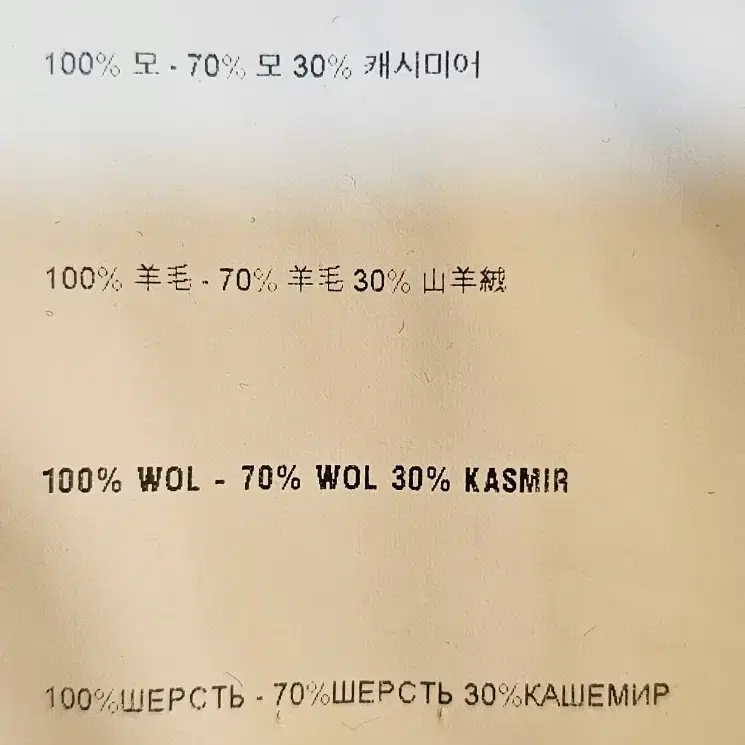 100% 모 - 70% 모 30% 캐시미어
100% 羊毛 - 70% 羊毛 30% 山羊絨
100% WOL - 70% WOL 30% KASMIR
100%ШЕРСТЬ - 70%ШЕРСТЬ 30%КАШЕМИР